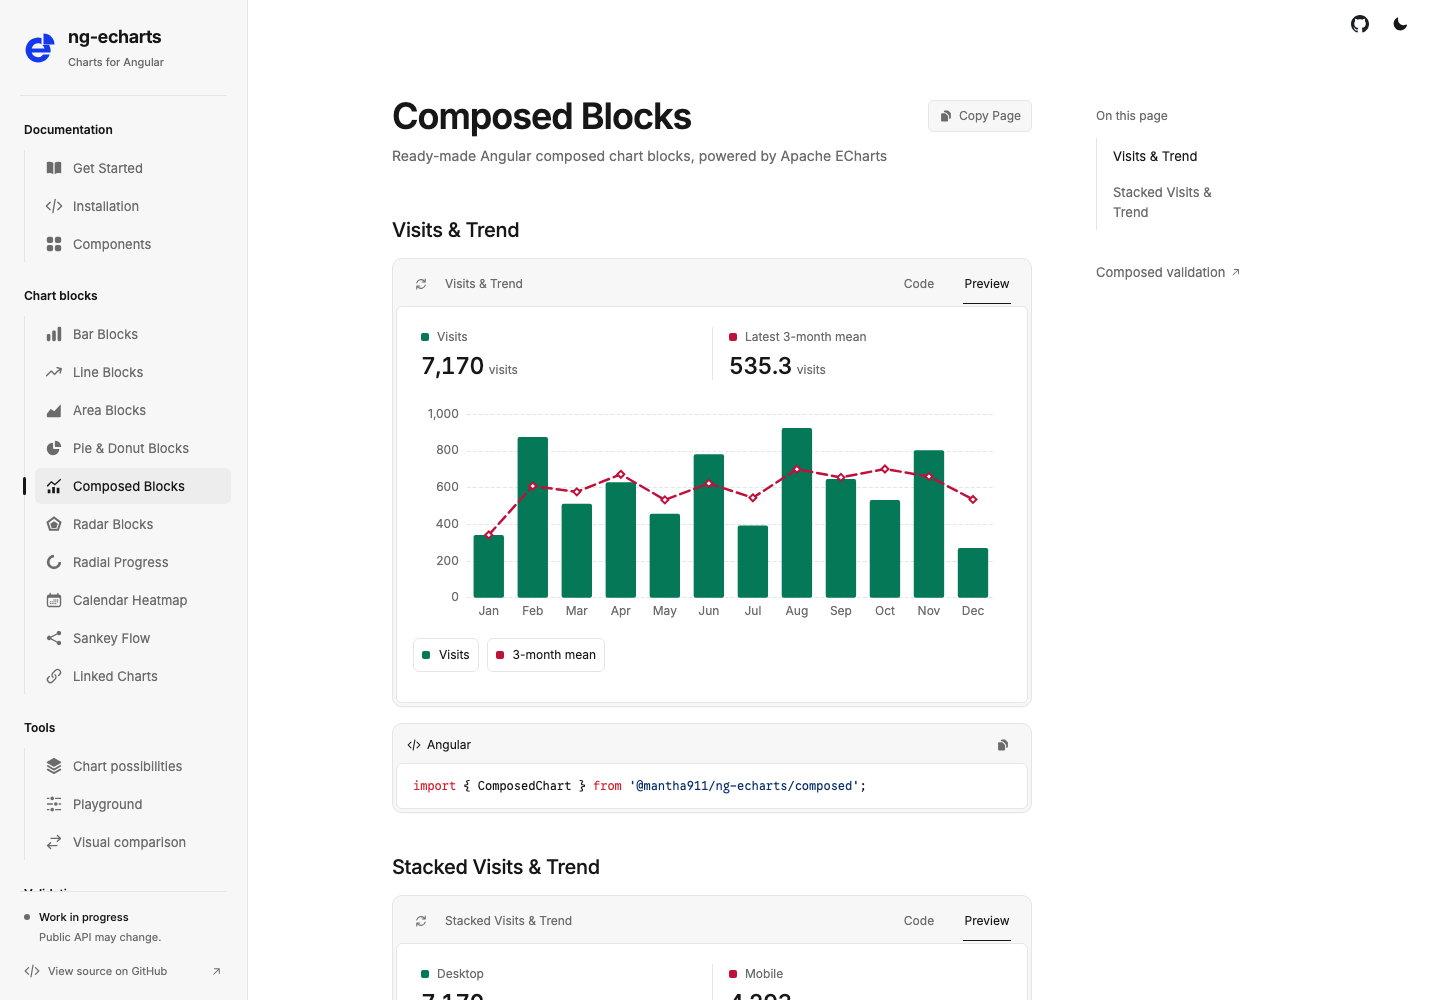 ng-echarts
Charts for Angular
Documentation
Get Started
Installation
Components
Chart blocks
Bar Blocks
Line Blocks
Area Blocks
Pie & Donut Blocks
Composed Blocks
Radar Blocks
Radial Progress
Calendar Heatmap
Sankey Flow
Linked Charts
Tools
Chart possibilities
Playground
Visual comparison
Work in progress
Public API may change.
View source on GitHub
Composed Blocks
Copy Page
Ready-made Angular composed chart blocks, powered by Apache ECharts
Visits & Trend
Visits & Trend
Code
Preview
Visits
7,170 visits
Latest 3-month mean
535.3 visits
1,000
800
600
400
200
0
Jan Feb Mar Apr May Jun Jul Aug Sep Oct Nov Dec
Visits
3-month mean
Angular
import { ComposedChart } from '@mantha911/ng-echarts/composed';
Stacked Visits & Trend
Stacked Visits & Trend
Code
Preview
Desktop
7,170
Mobile
4,203
On this page
Visits & Trend
Stacked Visits &
Trend
Composed validation